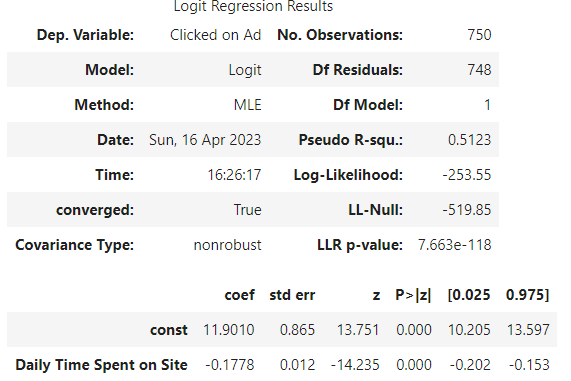 Logit Regression Results
Dep. Variable: Clicked on Ad No. Observations: 750
Model: Logit Df Residuals: 748
Method: MLE Df Model: 1
Date: Sun, 16 Apr 2023 Pseudo R-squ.: 0.5123
Time: 16:26:17 Log-Likelihood: -253.55
converged: True LL-Null: -519.85
Covariance Type: nonrobust LLR p-value: 7.663e-118
coef std err z P>|z| [0.025 0.975]
const 11.9010 0.865 13.751 0.000 10.205 13.597
Daily Time Spent on Site -0.1778 0.012 -14.235 0.000 -0.202 -0.153